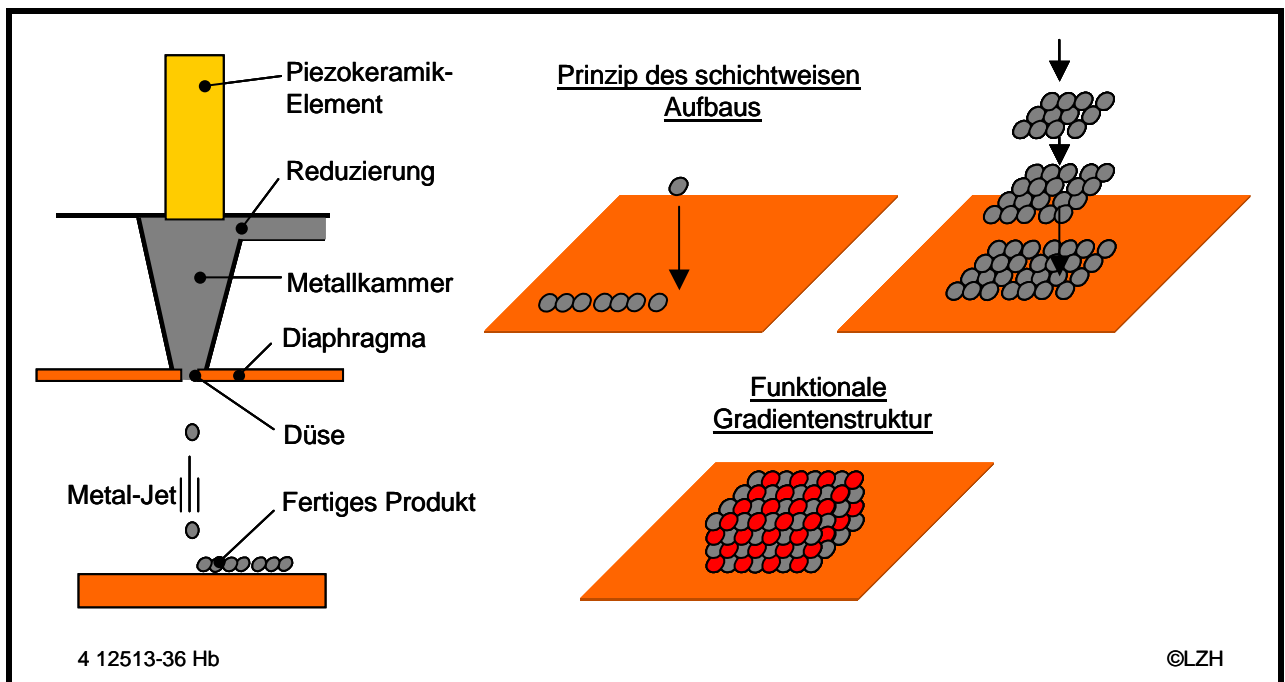 Piezokeramik-
Element
Reduzierung
Metallkammer
Diaphragma
Düse
Metal-Jet
Fertiges Produkt
Prinzip des schichtweisen
Aufbaus
Funktionale
Gradientenstruktur
4 12513-36 Hb
©LZH